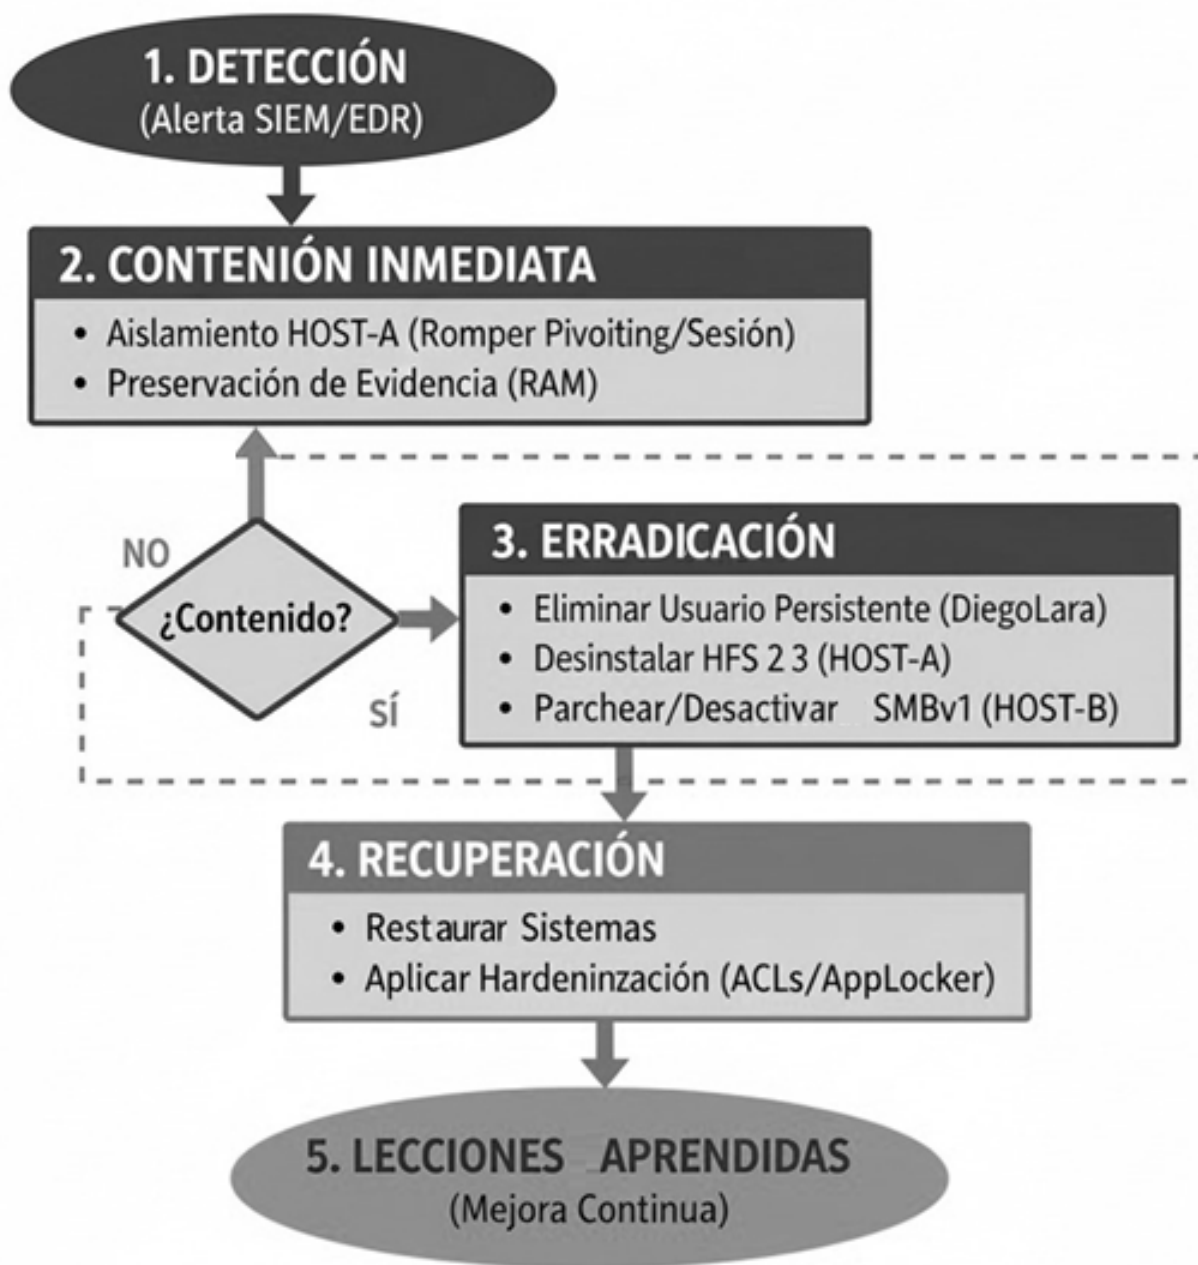 1. DETECCIÓN
(Alerta SIEM/EDR)
2. CONTENIÓN INMEDIATA
• Aislamiento HOST-A (Romper Pivoiting/Sesión)
• Preservación de Evidencia (RAM)
NO
¿Contenido?
SÍ
3. ERRADICACIÓN
• Eliminar Usuario Persistente (DiegoLara)
• Desinstalar HFS 2 3 (HOST-A)
• Parchear/Desactivar SMBv1 (HOST-B)
4. RECUPERACIÓN
• Restaurar Sistemas
• Aplicar Hardeninzación (ACLs/AppLocker)
5. LECCIONES APRENDIDAS
(Mejora Continua)